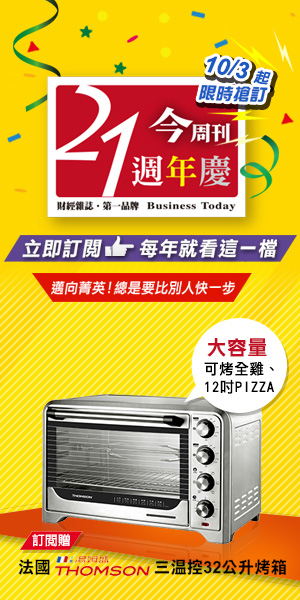 10/3起
限時搶訂
21
今周刊
週年慶
財經雜誌・第一品牌 Business Today
立即訂閱 每年就看這一檔
邁向菁英！總是要比別人快一步
大容量
可烤全雞、
12吋PIZZA
THOMSON
訂閱贈
法國 湯姆盛 THOMSON 三溫控32公升烤箱